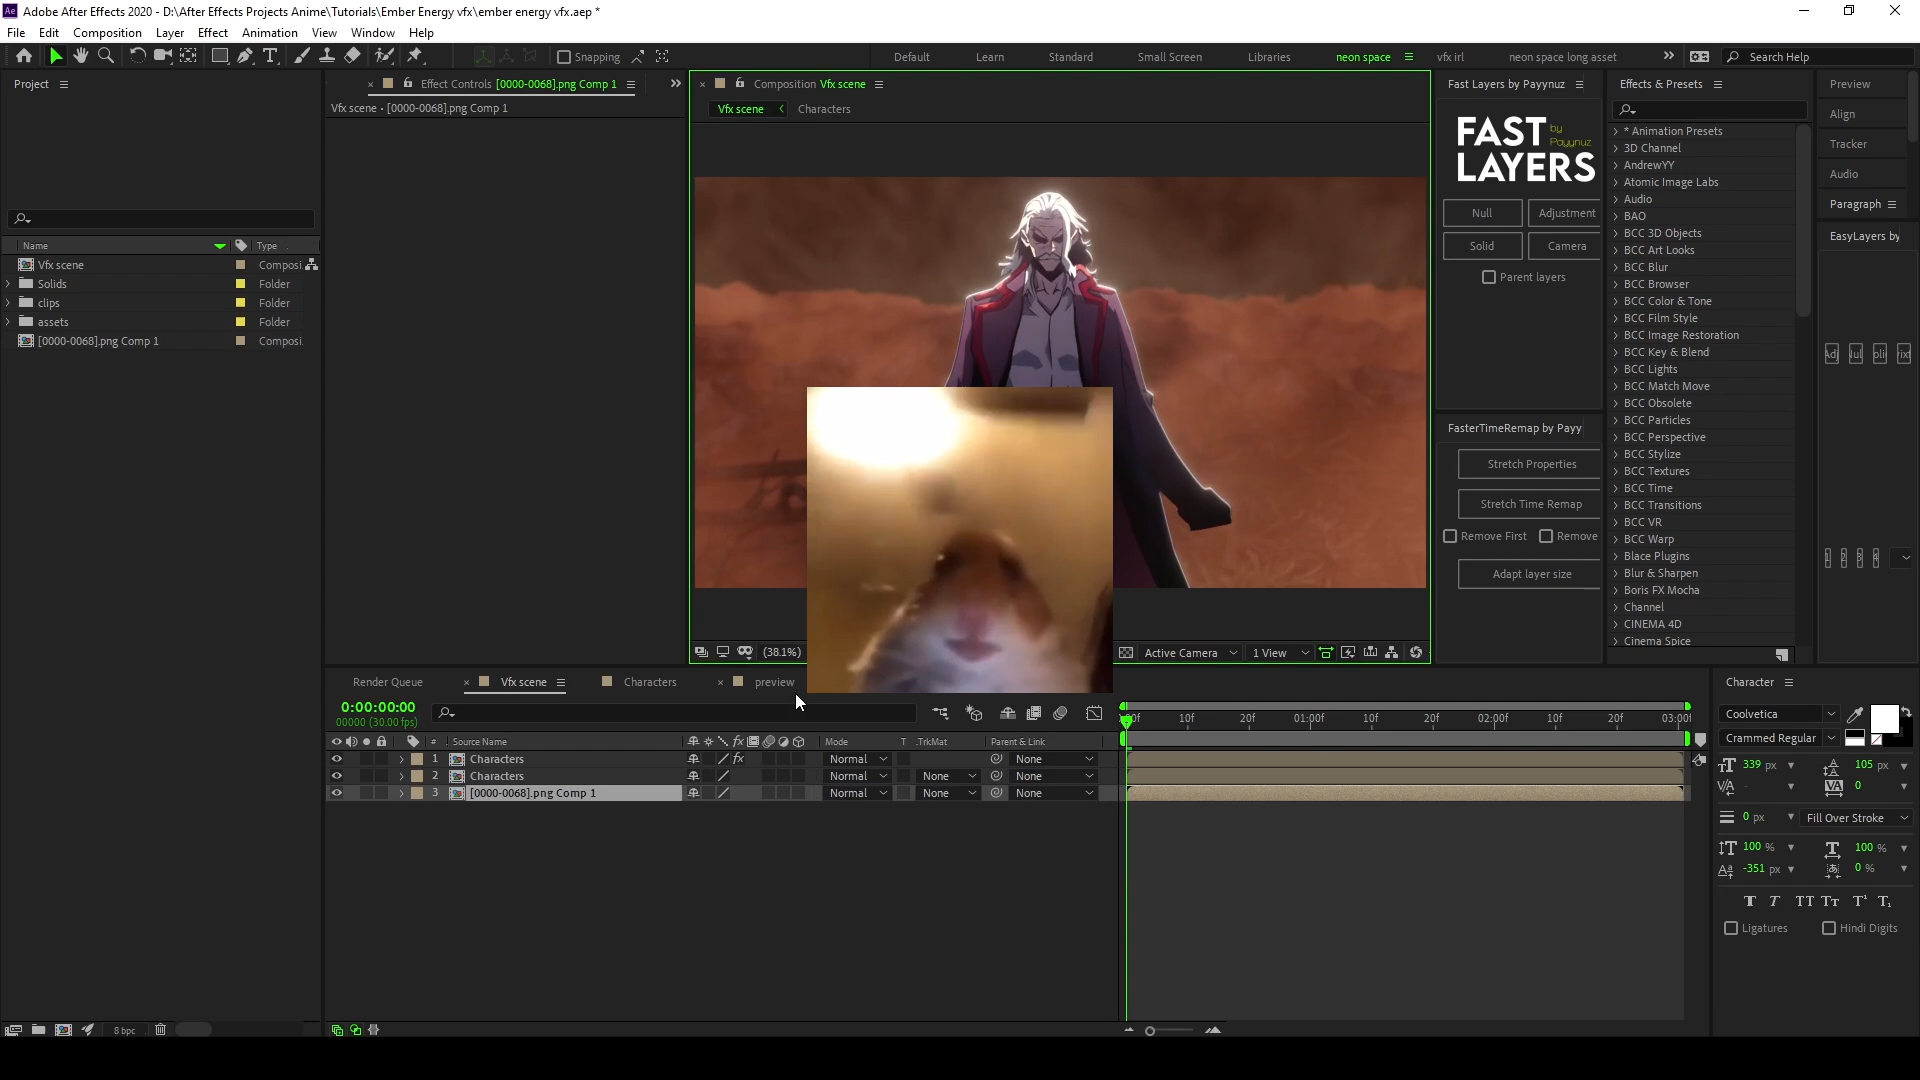 Adobe After Effects 2020 - D:\After Effects Projects Anime\Tutorials\Ember Energy vfx\ember energy vfx.aep *
File Edit Composition Layer Effect Animation View Window Help
Snapping
Default Learn Standard Small Screen Libraries neon space vfx irl neon space long asset
Search Help
Project
Name Type
Vfx scene Composi
Solids Folder
clips Folder
assets Folder
[0000-0068].png Comp 1 Composi
8 bpc
Effect Controls [0000-0068].png Comp 1
Vfx scene • [0000-0068].png Comp 1
Composition Vfx scene
Vfx scene Characters
(38.1%) Active Camera 1 View
Fast Layers by Payynuz
FAST by Payynuz
LAYERS
Null Adjustment
Solid Camera
Parent layers
FasterTimeRemap by Payy
Stretch Properties
Stretch Time Remap
Remove First Remove
Adapt layer size
Effects & Presets
* Animation Presets
3D Channel
AndrewYY
Atomic Image Labs
Audio
BAO
BCC 3D Objects
BCC Art Looks
BCC Blur
BCC Browser
BCC Color & Tone
BCC Film Style
BCC Image Restoration
BCC Key & Blend
BCC Lights
BCC Match Move
BCC Obsolete
BCC Particles
BCC Perspective
BCC Stylize
BCC Textures
BCC Time
BCC Transitions
BCC VR
BCC Warp
Blace Plugins
Blur & Sharpen
Boris FX Mocha
Channel
CINEMA 4D
Cinema Spice
Preview
Align
Tracker
Audio
Paragraph
EasyLayers by
Render Queue Vfx scene Characters preview
0:00:00:00
00000 (30.00 fps)
10f 20f 01:00f 10f 20f 02:00f 10f 20f 03:00f
# Source Name Mode T .TrkMat Parent & Link
1 Characters Normal None
2 Characters Normal None None
3 [0000-0068].png Comp 1 Normal None None
Character
Coolvetica
Crammed Regular
339 px 105 px
0
0 px Fill Over Stroke
100 % 100 %
-351 px 0 %
Ligatures Hindi Digits